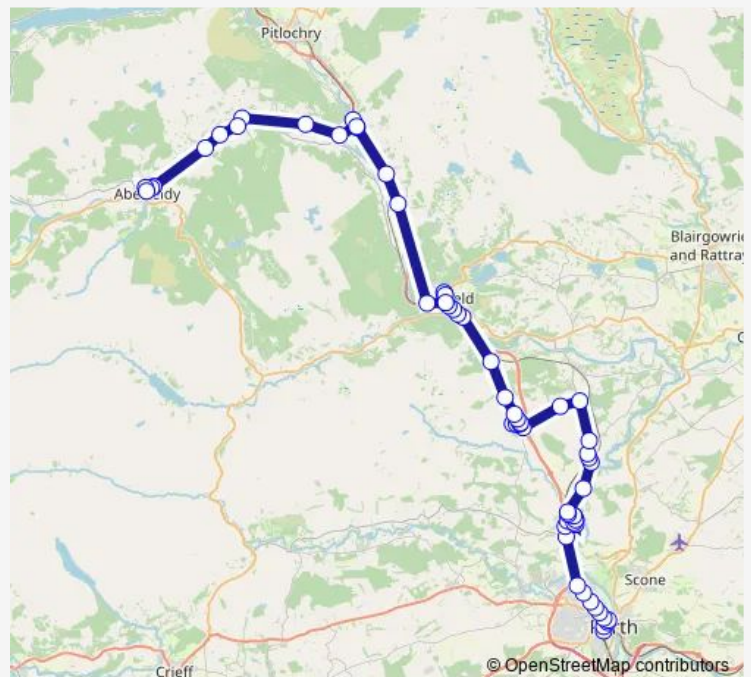 Pitlochry
Blairgowrie
and Rattray
Scone
Crieff
© OpenStreetMap contributors